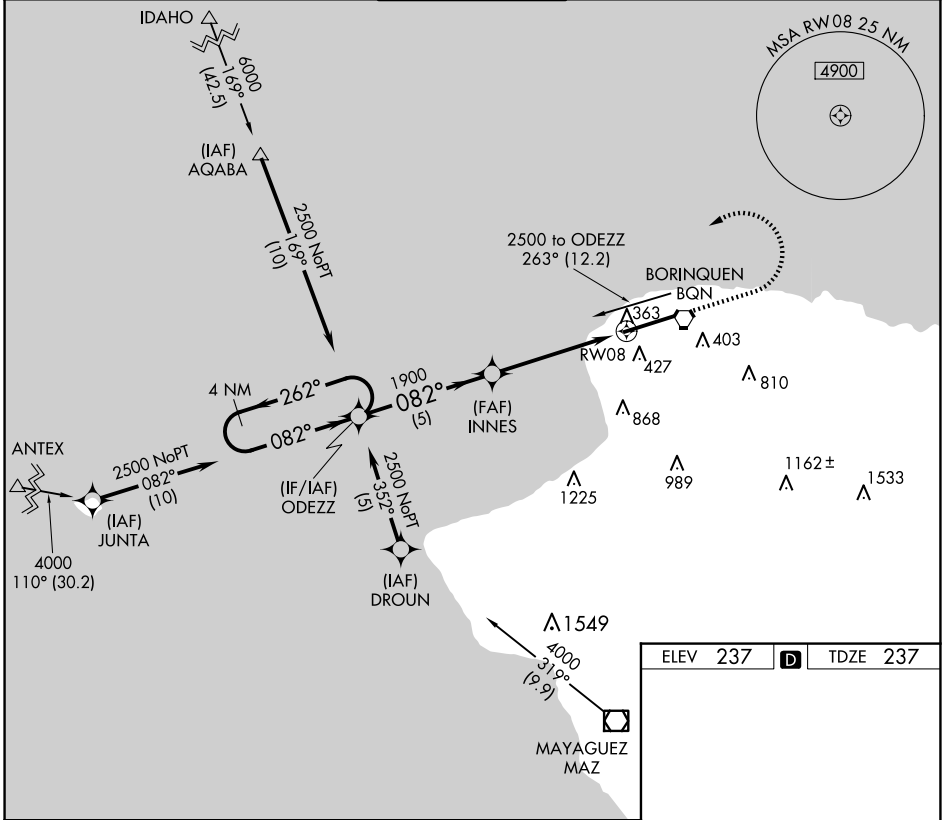 IDAHO
6000
169°
(42.5)
(IAF)
AQABA
2500 NoPT
169°
(10)
MSA RW08 25 NM
4900
2500 to ODEZZ
263° (12.2)
BORINQUEN
BQN
363
RW08
427
403
810
868
1225
989
1162 ±
1533
4 NM
262°
082°
1900
082°
(5)
(FAF)
INNES
ANTEX
2500 NoPT
082°
(10)
(IAF)
JUNTA
4000
110° (30.2)
(IF/IAF)
ODEZZ
2500 NoPT
352°
(5)
(IAF)
DROUN
1549
4000
319°
(9.9)
MAYAGUEZ
MAZ
ELEV 237 D TDZE 237